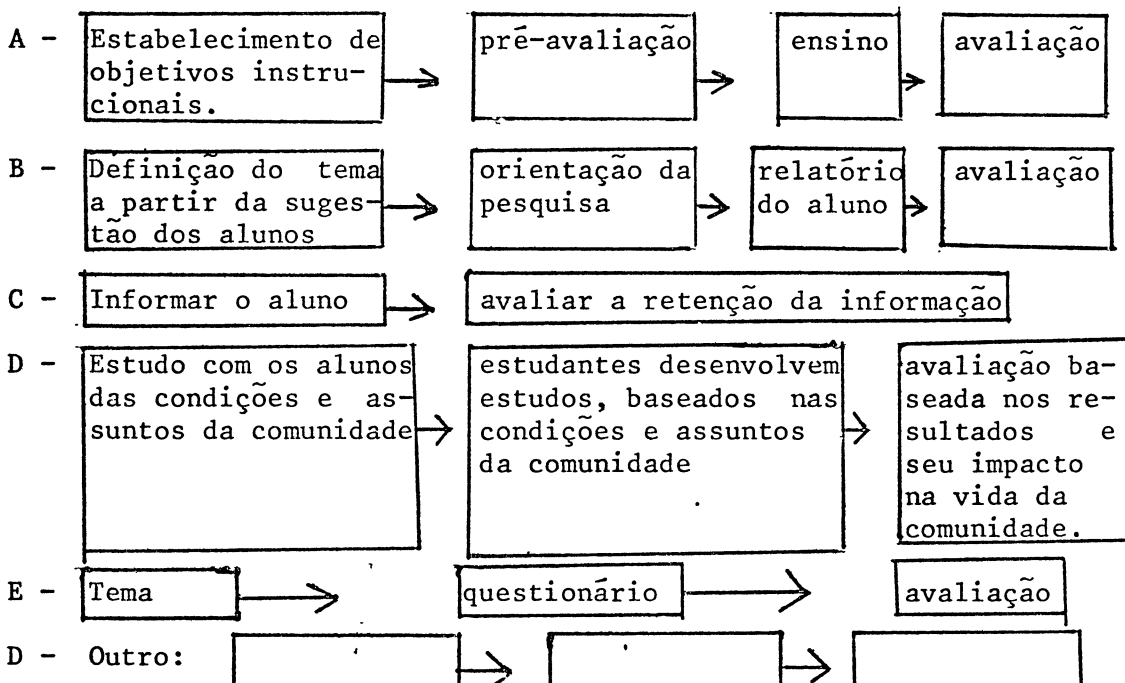 A - Estabelecimento de pré-avaliação ensino avaliação
objetivos instru-
cionais.
B - Definição do tema orientação da relatório avaliação
a partir da suges- pesquisa do aluno
tão dos alunos
C - Informar o aluno avaliar a retenção da informação
D - Estudo com os alunos estudantes desenvolvem avaliação ba-
das condições e as- estudos, baseados nas seada nos re-
suntos da comunidade condições e assuntos sultados e
da comunidade seu impacto
na vida da
comunidade.
E - Tema questionário avaliação
D - Outro: